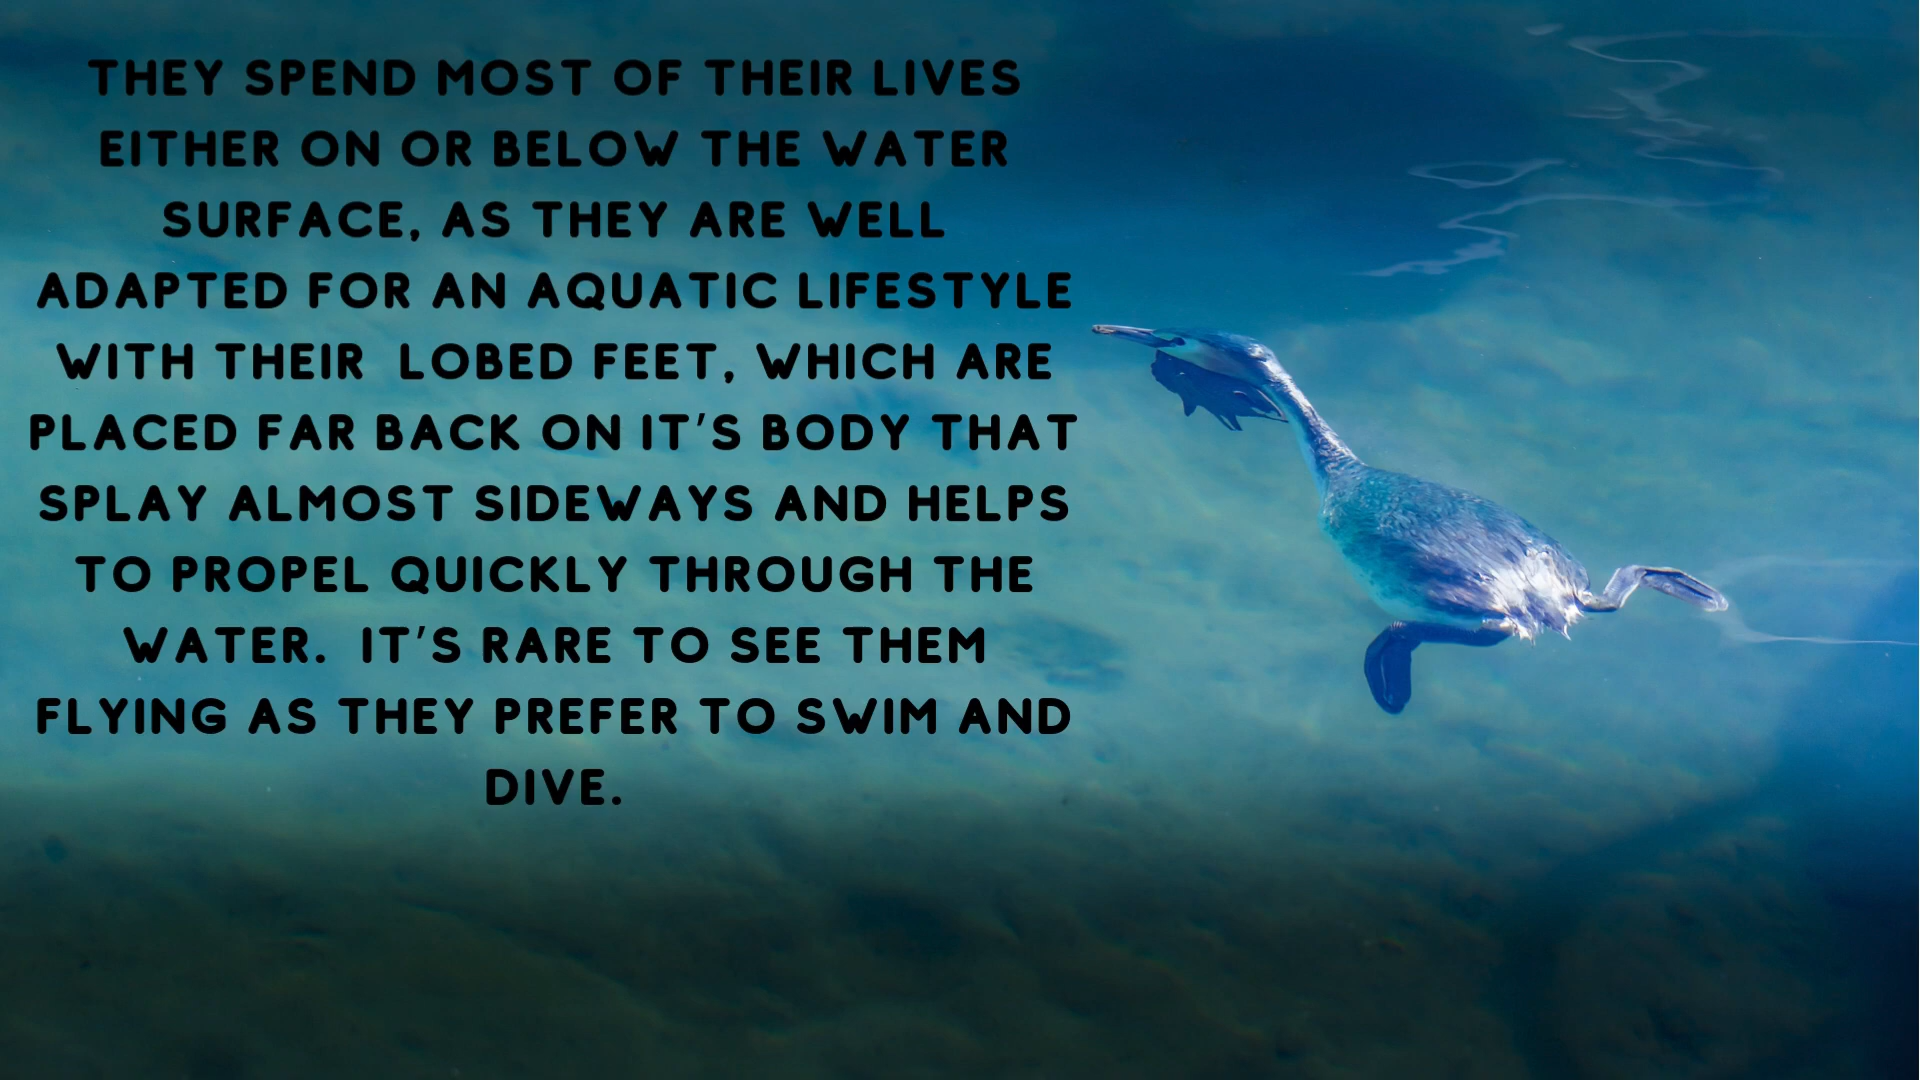 THEY SPEND MOST OF THEIR LIVES
EITHER ON OR BELOW THE WATER
SURFACE, AS THEY ARE WELL
ADAPTED FOR AN AQUATIC LIFESTYLE
WITH THEIR  LOBED FEET, WHICH ARE
PLACED FAR BACK ON IT'S BODY THAT
SPLAY ALMOST SIDEWAYS AND HELPS
TO PROPEL QUICKLY THROUGH THE
WATER.  IT'S RARE TO SEE THEM
FLYING AS THEY PREFER TO SWIM AND
DIVE.